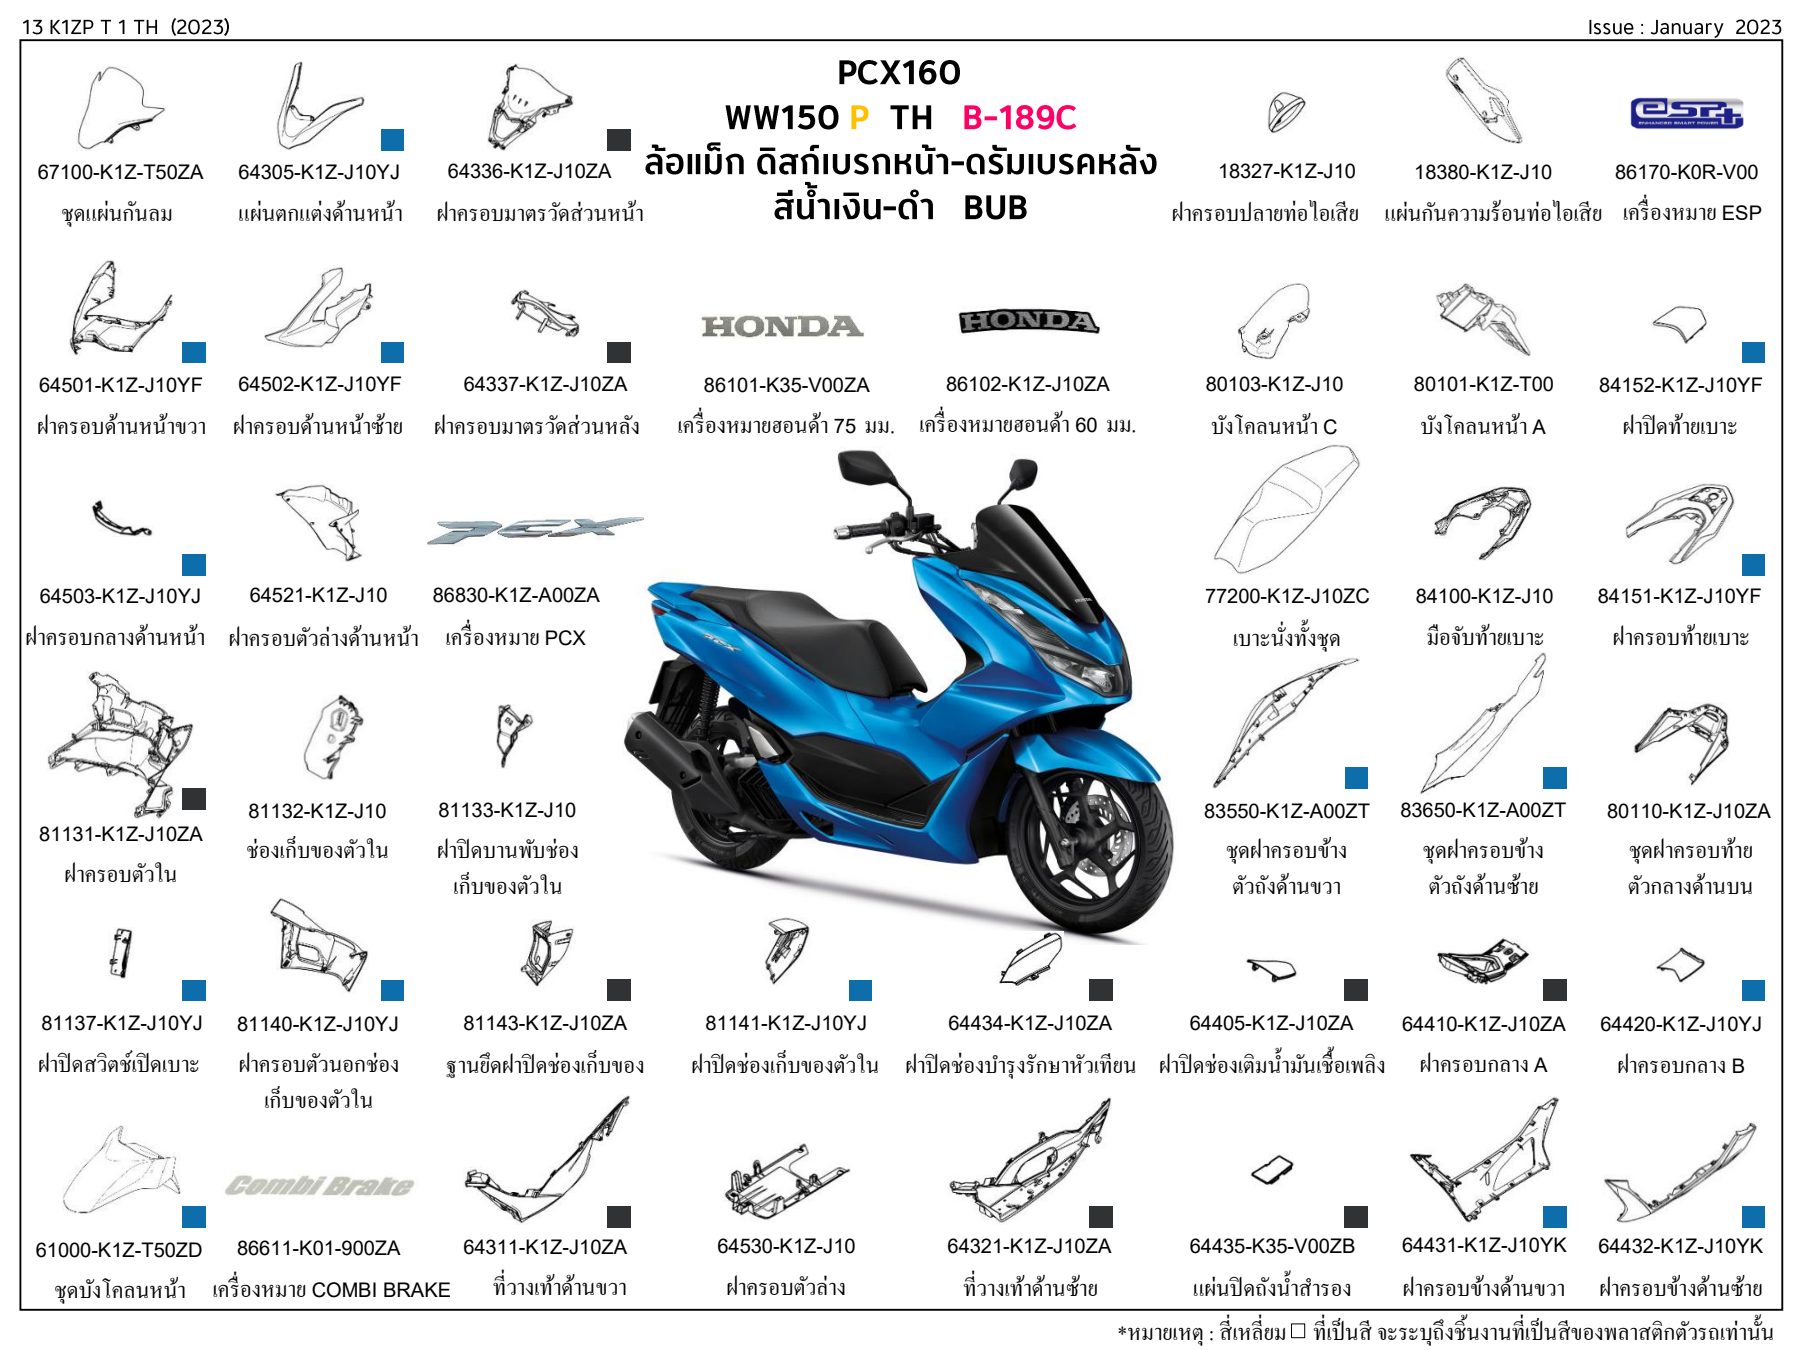 13 K1ZP T 1 TH (2023)
Issue : January 2023
PCX160
WW150 P TH B-189C
ล้อแม็ก ดิสก์เบรกหน้า-ดรัมเบรคหลัง
สีน้ำเงิน-ดำ BUB
67100-K1Z-T50ZA
ชุดแผ่นกันลม
64305-K1Z-J10YJ
แผ่นตกแต่งด้านหน้า
64336-K1Z-J10ZA
ฝาครอบมาตรวัดส่วนหน้า
18327-K1Z-J10
ฝาครอบปลายท่อไอเสีย
18380-K1Z-J10
แผ่นกันความร้อนท่อไอเสีย
eSP+
ENHANCED SMART POWER
86170-K0R-V00
เครื่องหมาย ESP
64501-K1Z-J10YF
ฝาครอบด้านหน้าขวา
64502-K1Z-J10YF
ฝาครอบด้านหน้าซ้าย
64337-K1Z-J10ZA
ฝาครอบมาตรวัดส่วนหลัง
HONDA
86101-K35-V00ZA
เครื่องหมายฮอนด้า 75 มม.
HONDA
86102-K1Z-J10ZA
เครื่องหมายฮอนด้า 60 มม.
80103-K1Z-J10
บังโคลนหน้า C
80101-K1Z-T00
บังโคลนหน้า A
84152-K1Z-J10YF
ฝาปิดท้ายเบาะ
64503-K1Z-J10YJ
ฝาครอบกลางด้านหน้า
64521-K1Z-J10
ฝาครอบตัวล่างด้านหน้า
PCX
86830-K1Z-A00ZA
เครื่องหมาย PCX
HONDA
PCX
77200-K1Z-J10ZC
เบาะนั่งทั้งชุด
84100-K1Z-J10
มือจับท้ายเบาะ
84151-K1Z-J10YF
ฝาครอบท้ายเบาะ
81131-K1Z-J10ZA
ฝาครอบตัวใน
81132-K1Z-J10
ช่องเก็บของตัวใน
81133-K1Z-J10
ฝาปิดบานพับช่อง
เก็บของตัวใน
83550-K1Z-A00ZT
ชุดฝาครอบข้าง
ตัวถังด้านขวา
83650-K1Z-A00ZT
ชุดฝาครอบข้าง
ตัวถังด้านซ้าย
80110-K1Z-J10ZA
ชุดฝาครอบท้าย
ตัวกลางด้านบน
81137-K1Z-J10YJ
ฝาปิดสวิตช์เปิดเบาะ
81140-K1Z-J10YJ
ฝาครอบตัวนอกช่อง
เก็บของตัวใน
81143-K1Z-J10ZA
ฐานยึดฝาปิดช่องเก็บของ
81141-K1Z-J10YJ
ฝาปิดช่องเก็บของตัวใน
64434-K1Z-J10ZA
ฝาปิดช่องบำรุงรักษาหัวเทียน
64405-K1Z-J10ZA
ฝาปิดช่องเติมน้ำมันเชื้อเพลิง
64410-K1Z-J10ZA
ฝาครอบกลาง A
64420-K1Z-J10YJ
ฝาครอบกลาง B
61000-K1Z-T50ZD
ชุดบังโคลนหน้า
Combi Brake
86611-K01-900ZA
เครื่องหมาย COMBI BRAKE
64311-K1Z-J10ZA
ที่วางเท้าด้านขวา
64530-K1Z-J10
ฝาครอบตัวล่าง
64321-K1Z-J10ZA
ที่วางเท้าด้านซ้าย
64435-K35-V00ZB
แผ่นปิดถังน้ำสำรอง
64431-K1Z-J10YK
ฝาครอบข้างด้านขวา
64432-K1Z-J10YK
ฝาครอบข้างด้านซ้าย
*หมายเหตุ : สี่เหลี่ยม □ ที่เป็นสี จะระบุถึงชิ้นงานที่เป็นสีของพลาสติกตัวรถเท่านั้น